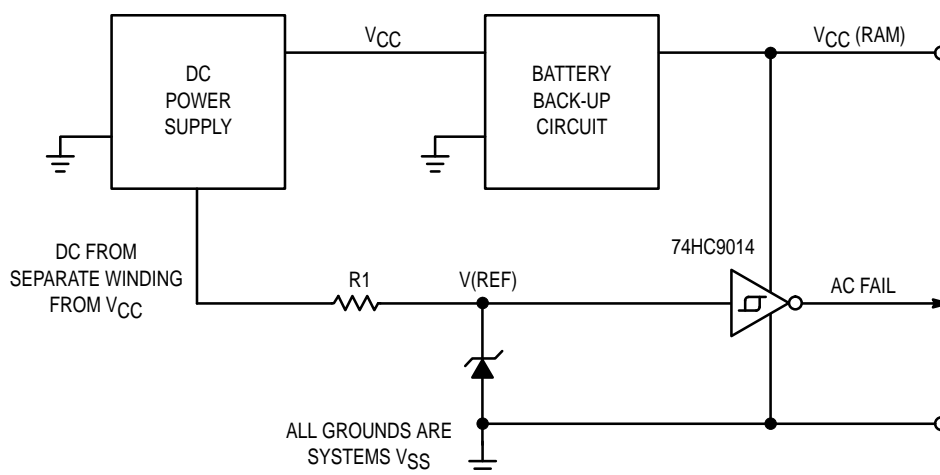 VCC
VCC (RAM)
DC
POWER
SUPPLY
BATTERY
BACK-UP
CIRCUIT
74HC9014
DC FROM
SEPARATE WINDING
FROM VCC
R1
V(REF)
AC FAIL
ALL GROUNDS ARE
SYSTEMS VSS